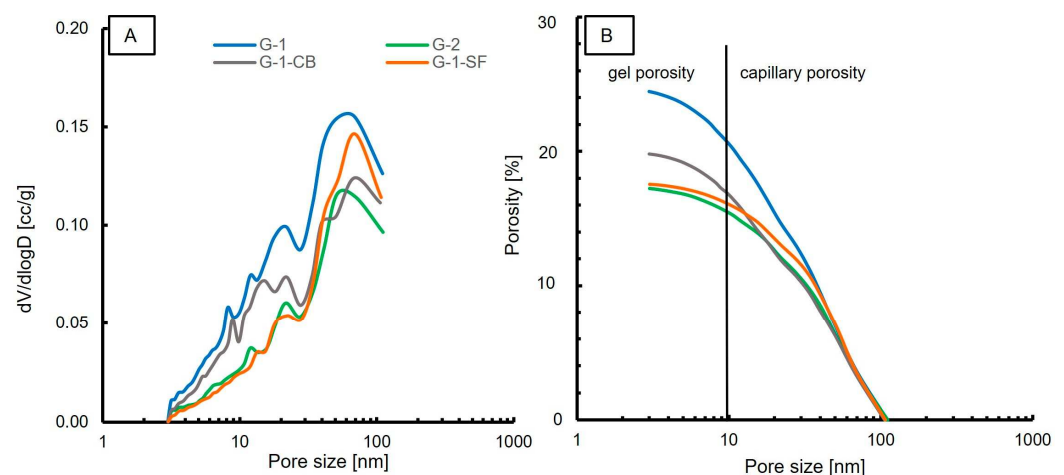 A
G-1
G-2
G-1-CB
G-1-SF
0.20
0.15
0.10
0.05
0.00
dV/dlogD [cc/g]
1
10
100
1000
Pore size [nm]
B
gel porosity
capillary porosity
30
20
10
0
Porosity [%]
1
10
100
1000
Pore size [nm]